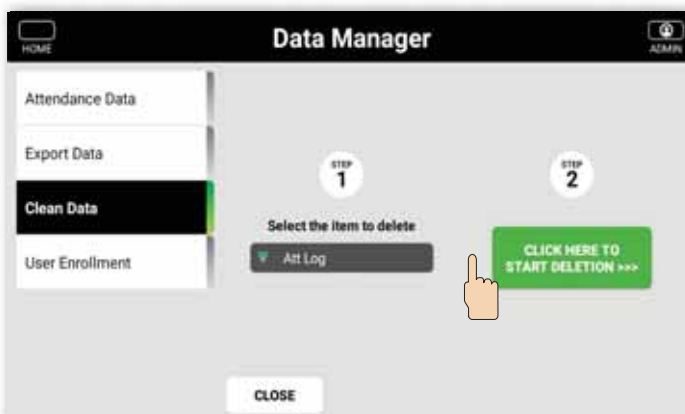 HOME
Data Manager
ADMIN
Attendance Data
Export Data
Clean Data
User Enrollment
STEP
1
Select the item to delete
Att Log
STEP
2
CLICK HERE TO
START DELETION >>>
CLOSE